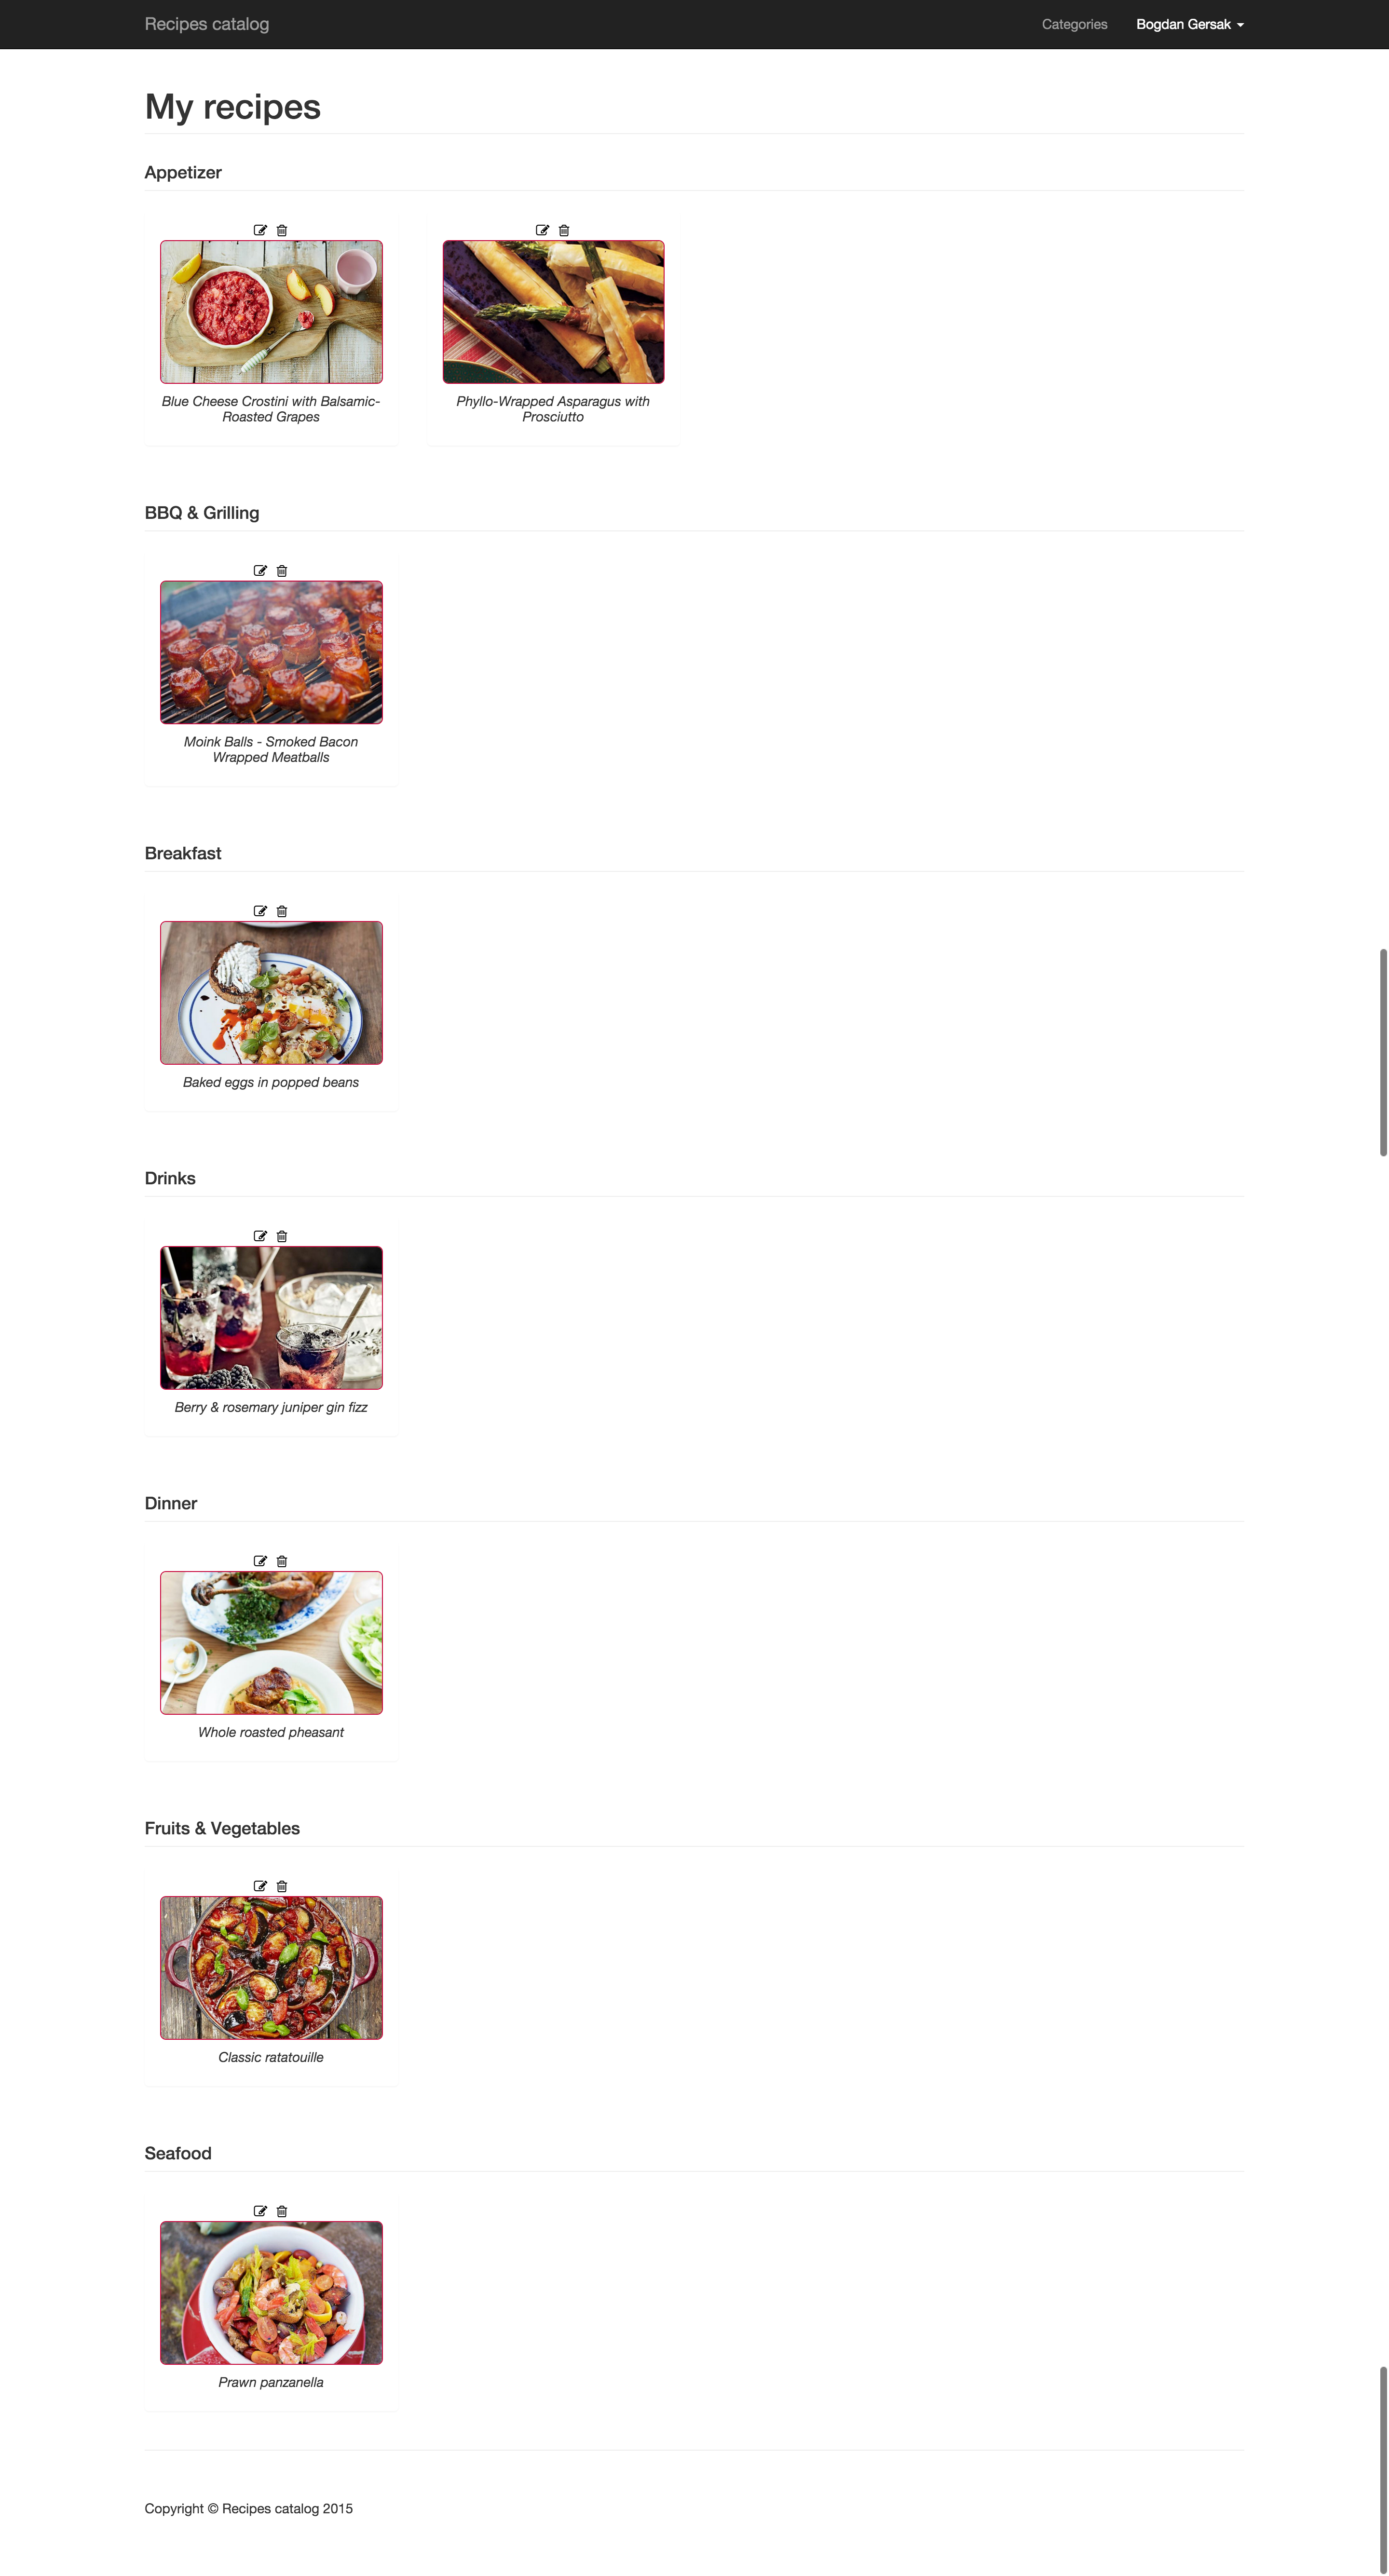 Recipes catalog
Categories
Bogdan Gersak
My recipes
Appetizer
Blue Cheese Crostini with Balsamic-
Roasted Grapes
Phyllo-Wrapped Asparagus with
Prosciutto
BBQ & Grilling
Moink Balls - Smoked Bacon
Wrapped Meatballs
Breakfast
Baked eggs in popped beans
Drinks
Berry & rosemary juniper gin fizz
Dinner
Whole roasted pheasant
Fruits & Vegetables
Classic ratatouille
Seafood
Prawn panzanella
Copyright © Recipes catalog 2015